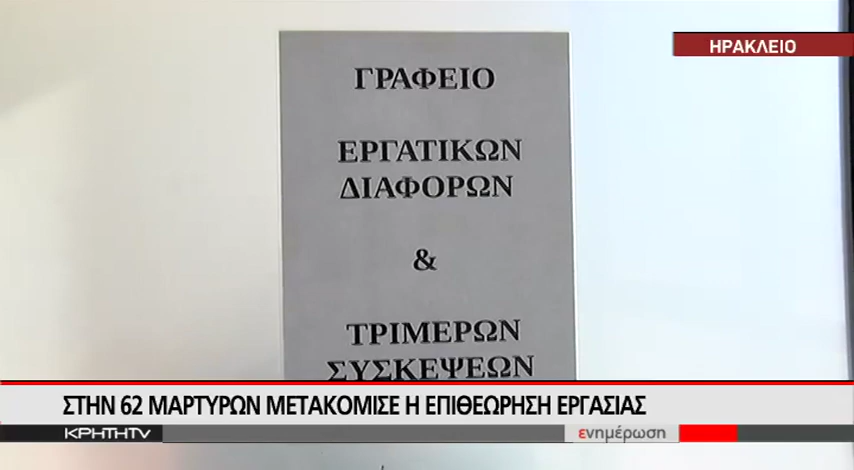 ΗΡΑΚΛΕΙΟ
ΓΡΑΦΕΙΟ
ΕΡΓΑΤΙΚΩΝ
ΔΙΑΦΟΡΩΝ
&
ΤΡΙΜΕΡΩΝ
ΣΥΣΚΕΨΕΩΝ
ΣΤΗΝ 62 ΜΑΡΤΥΡΩΝ ΜΕΤΑΚΟΜΙΣΕ Η ΕΠΙΘΕΩΡΗΣΗ ΕΡΓΑΣΙΑΣ
ΚΡΗΤΗTV
ενημέρωση